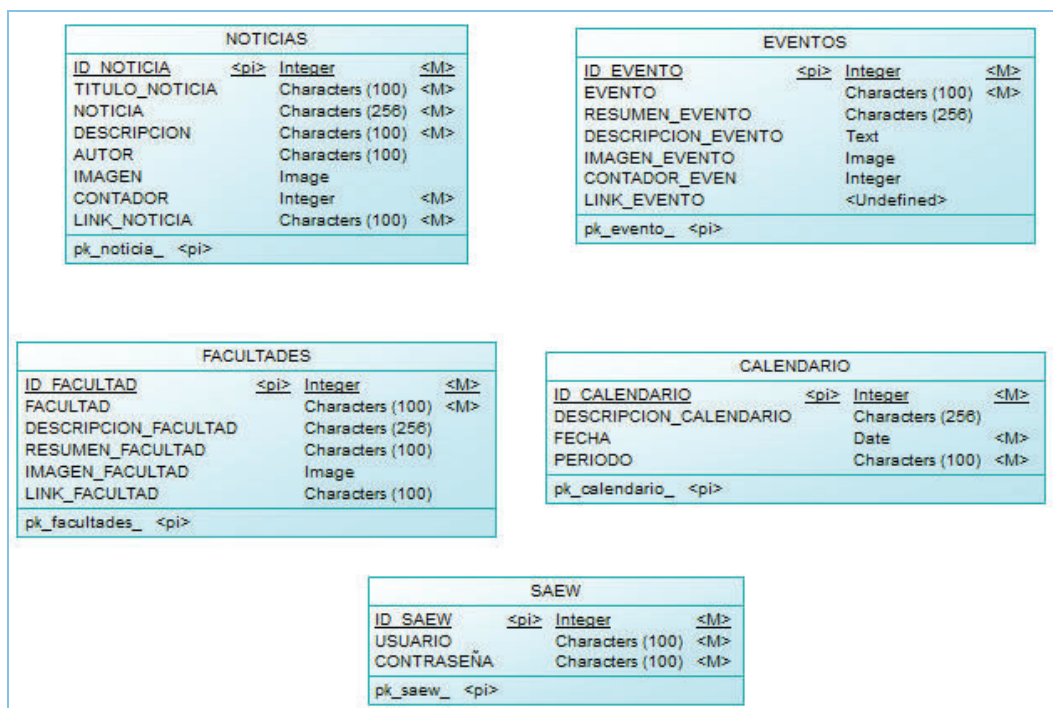 NOTICIAS
ID_NOTICIA <pi> Integer <M>
TITULO_NOTICIA Characters (100) <M>
NOTICIA Characters (256) <M>
DESCRIPCION Characters (100) <M>
AUTOR Characters (100)
IMAGEN Image
CONTADOR Integer <M>
LINK_NOTICIA Characters (100) <M>
pk_noticia_ <pi>
EVENTOS
ID_EVENTO <pi> Integer <M>
EVENTO Characters (100) <M>
RESUMEN_EVENTO Characters (256)
DESCRIPCION_EVENTO Text
IMAGEN_EVENTO Image
CONTADOR_EVEN Integer
LINK_EVENTO <Undefined>
pk_evento_ <pi>
FACULTADES
ID_FACULTAD <pi> Integer <M>
FACULTAD Characters (100) <M>
DESCRIPCION_FACULTAD Characters (256)
RESUMEN_FACULTAD Characters (100)
IMAGEN_FACULTAD Image
LINK_FACULTAD Characters (100)
pk_facultades_ <pi>
CALENDARIO
ID_CALENDARIO <pi> Integer <M>
DESCRIPCION_CALENDARIO Characters (256)
FECHA Date <M>
PERIODO Characters (100) <M>
pk_calendario_ <pi>
SAEW
ID_SAEW <pi> Integer <M>
USUARIO Characters (100) <M>
CONTRASEÑA Characters (100) <M>
pk_saew_ <pi>